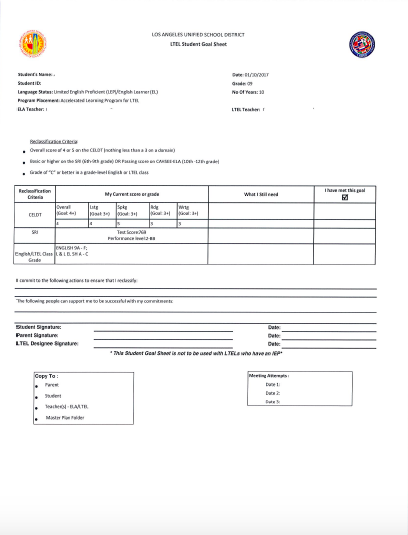 LOS ANGELES UNIFIED SCHOOL DISTRICT
LTEL Student Goal Sheet
Student's Name:
Date: 01/10/2017
Student ID:
Grade: 09
Language Status: Limited English Proficient (LEP)/English Learner (EL)
No Of Years: 10
Program Placement: Accelerated Learning Program for LTEL
ELA Teacher:
LTEL Teacher:
Reclassification Criteria:
Overall score of 4 or 5 on the CELDT (nothing less than a 3 on a domain)
Basic or higher on the SRI (6th-9th grade) OR Passing score on CAHSEE-ELA (10th-12th grade)
Grade of "C" or better in a grade-level English or LTEL class
Reclassification Criteria
My Current score or grade
What I Still need
I have met this goal
CELDT
Overall (Goal: 4+)
Lstg (Goal: 3+)
Spkg (Goal: 3+)
Rdg (Goal: 3+)
Wrtg (Goal: 3+)
4
SRI
Test Score:769
Performance level:2-BB
English/LTEL Class Grade
ENGLISH 9A - F;
L & L EL SH A - C
I commit to the following actions to ensure that I reclassify:
The following people can support me to be successful with my commitments:
Student Signature:
Date:
Parent Signature:
Date:
LTEL Designee Signature:
Date:
* This Student Goal Sheet is not to be used with LTELs who have an IEP*
Copy To :
Parent
Student
Teacher(s) - ELA/LTEL
Master Plan Folder
Meeting Attempts :
Date 1:
Date 2:
Date 3: